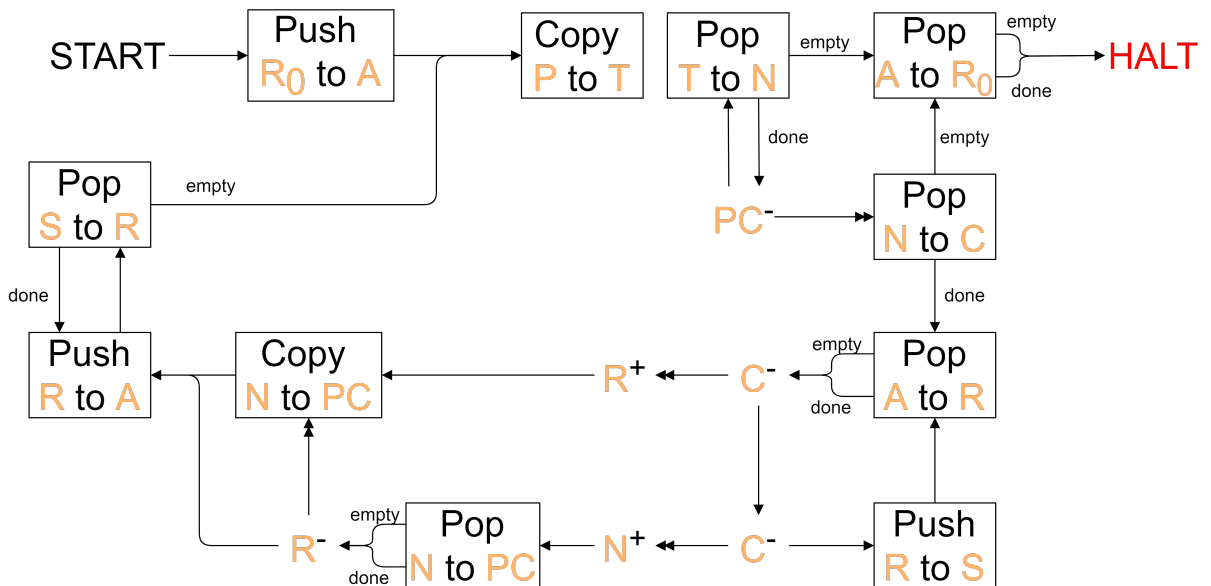 START
Push
R₀ to A
Copy
P to T
Pop
T to N
empty
Pop
A to R₀
empty
done
HALT
done
empty
Pop
S to R
empty
PC⁻
Pop
N to C
done
done
Push
R to A
Copy
N to PC
R⁺
C⁻
empty
done
Pop
A to R
R⁻
empty
done
Pop
N to PC
N⁺
C⁻
Push
R to S